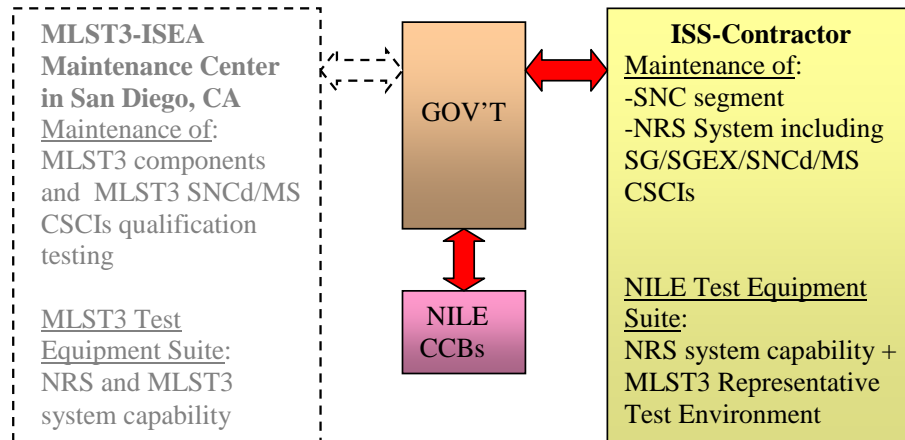 MLST3-ISEA
Maintenance Center
in San Diego, CA
Maintenance of:
MLST3 components
and MLST3 SNCd/MS
CSCIs qualification
testing
MLST3 Test
Equipment Suite:
NRS and MLST3
system capability
GOV’T
NILE
CCBs
ISS-Contractor
Maintenance of:
-SNC segment
-NRS System including
SG/SGEX/SNCd/MS
CSCIs
NILE Test Equipment
Suite:
NRS system capability +
MLST3 Representative
Test Environment